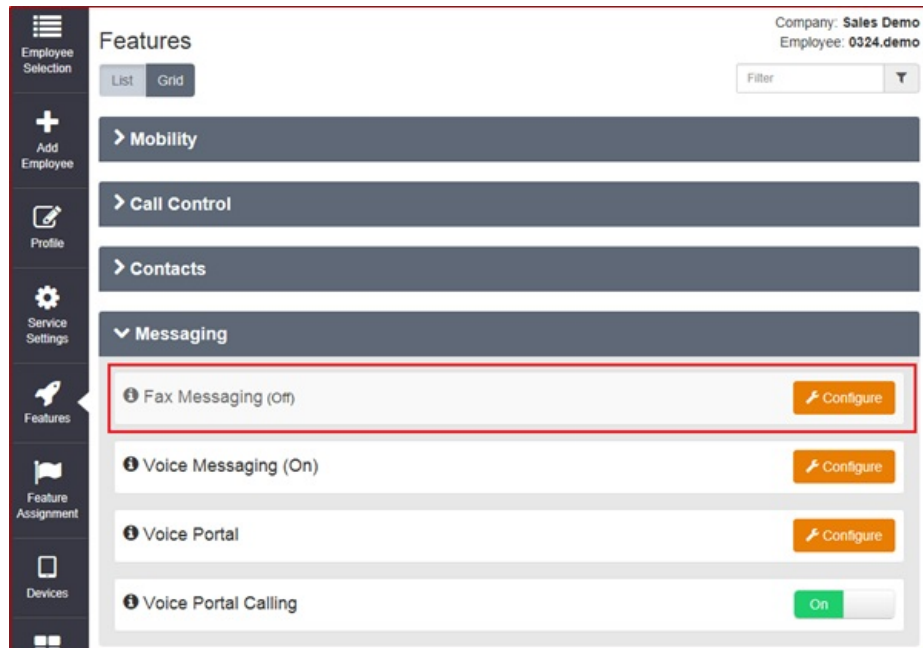 Employee
Selection
Add
Employee
Profile
Service
Settings
Features
Feature
Assignment
Devices
Features
Company: Sales Demo
Employee: 0324.demo
List Grid
Filter
Mobility
Call Control
Contacts
Messaging
Fax Messaging (Off)
Configure
Voice Messaging (On)
Configure
Voice Portal
Configure
Voice Portal Calling
On